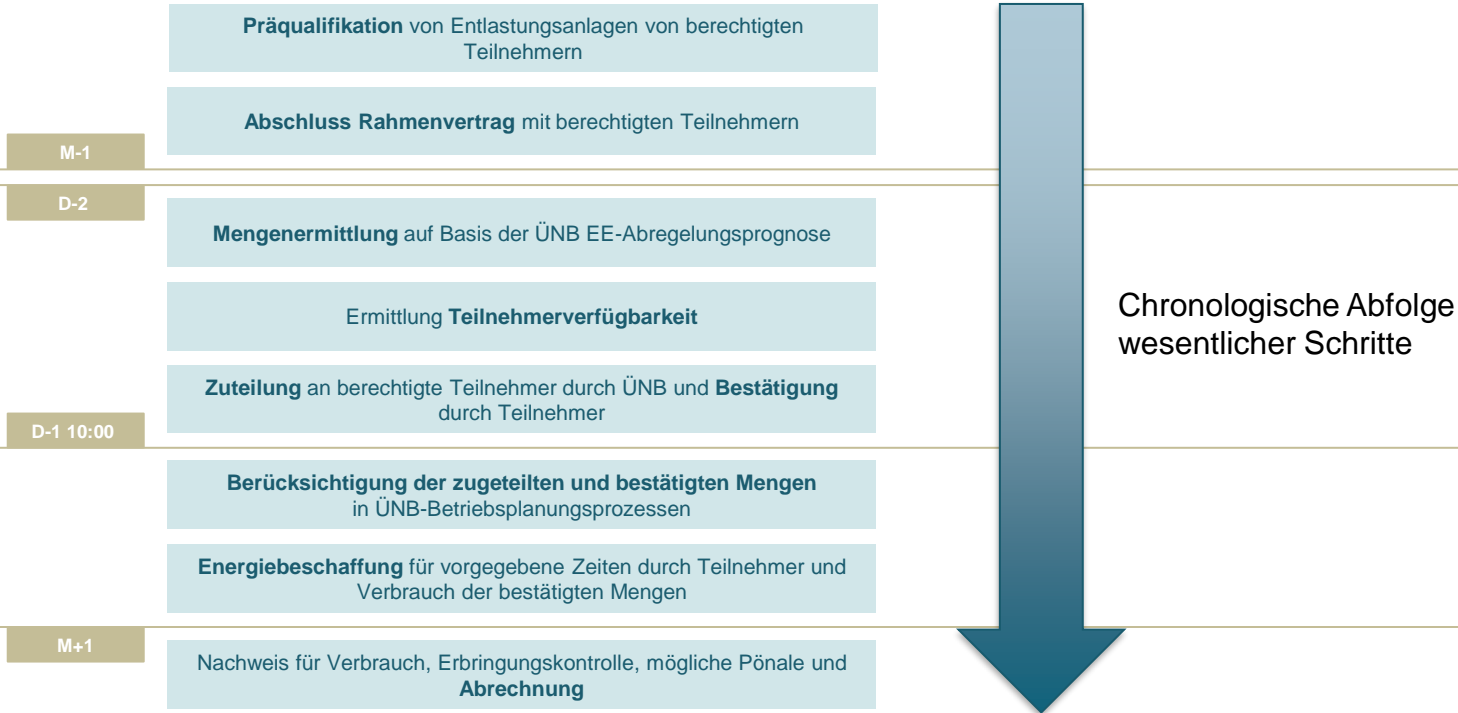 Präqualifikation von Entlastungsanlagen von berechtigten
Teilnehmern
Abschluss Rahmenvertrag mit berechtigten Teilnehmern
M-1
D-2
Mengenermittlung auf Basis der ÜNB EE-Abregelungsprognose
Ermittlung Teilnehmerverfügbarkeit
Chronologische Abfolge
wesentlicher Schritte
Zuteilung an berechtigte Teilnehmer durch ÜNB und Bestätigung
durch Teilnehmer
D-1 10:00
Berücksichtigung der zugeteilten und bestätigten Mengen
in ÜNB-Betriebsplanungsprozessen
Energiebeschaffung für vorgegebene Zeiten durch Teilnehmer und
Verbrauch der bestätigten Mengen
M+1
Nachweis für Verbrauch, Erbringungskontrolle, mögliche Pönale und
Abrechnung